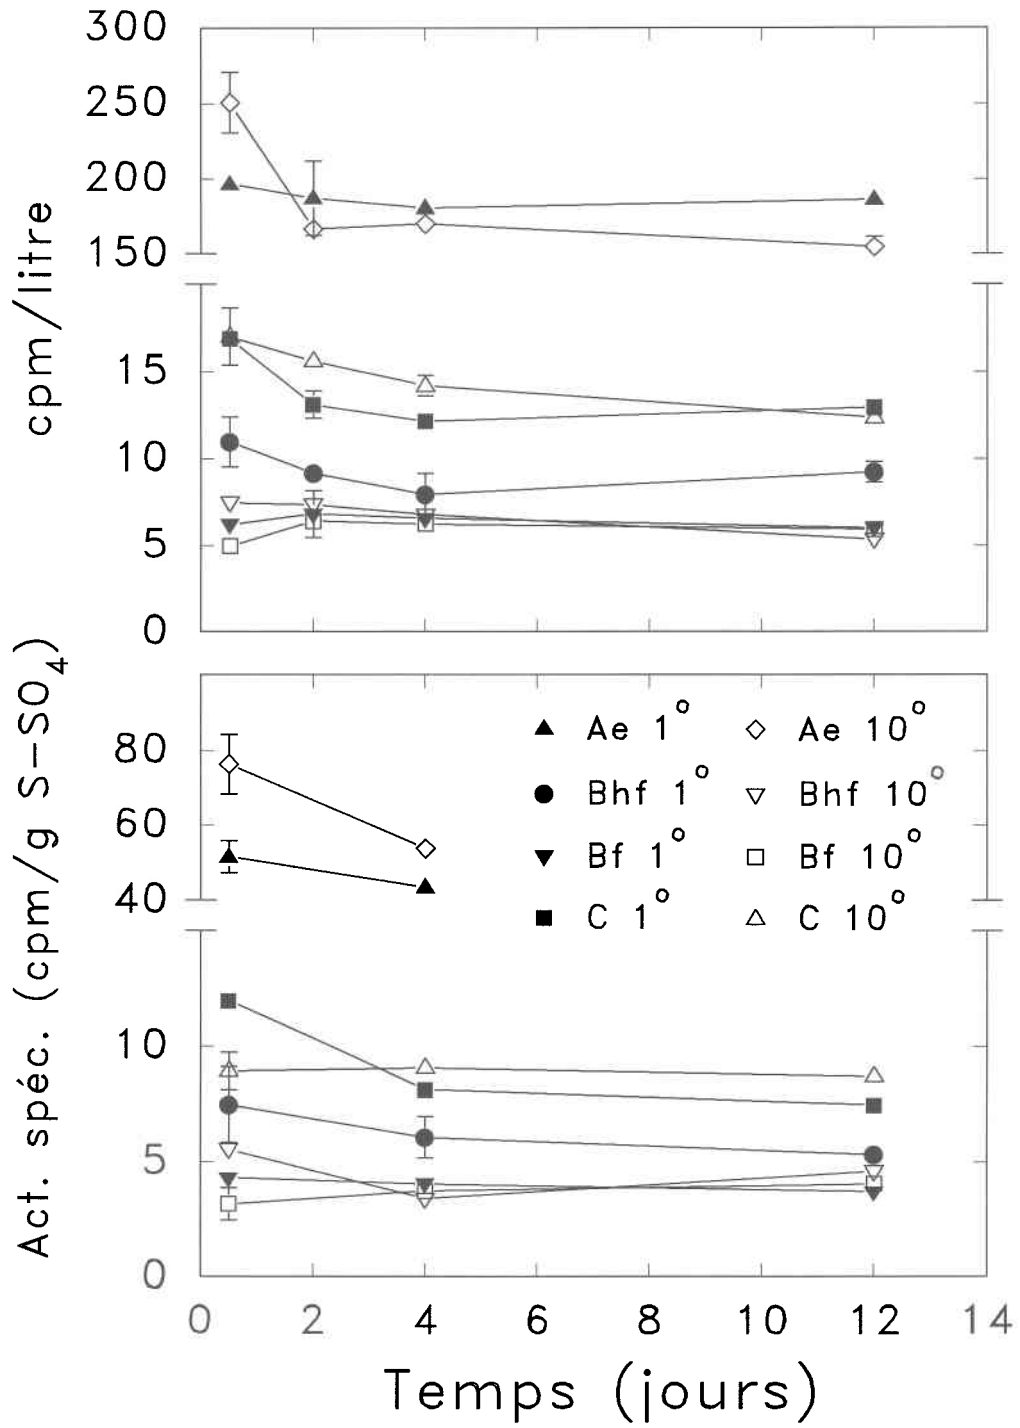 300
250
200
150
15
10
5
0
cpm/litre
80
60
40
10
5
0
Act. spéc. (cpm/g S-SO₄)
Ae 1° Ae 10°
Bhf 1° Bhf 10°
Bf 1° Bf 10°
C 1° C 10°
0 2 4 6 8 10 12 14
Temps (jours)